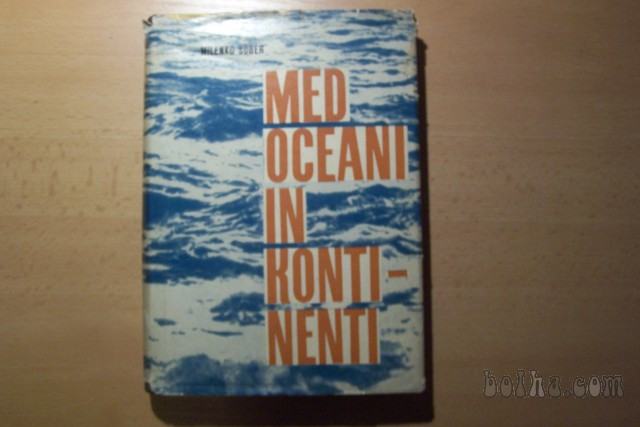 MILENKO ŠOBER
MED
OCEANI
IN
KONTI-
NENTI
bolha.com